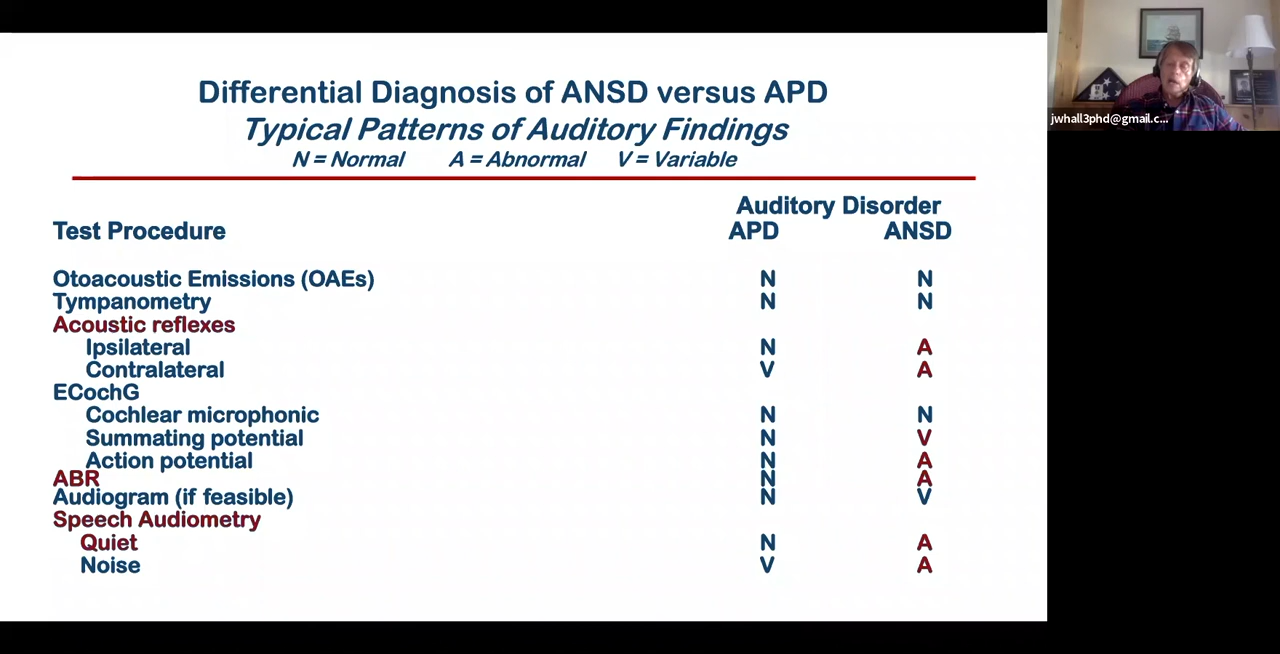 Differential Diagnosis of ANSD versus APD
Typical Patterns of Auditory Findings
N = Normal A = Abnormal V = Variable
jwhall3phd@gmail.c...
Auditory Disorder
Test Procedure APD ANSD
Otoacoustic Emissions (OAEs) N N
Tympanometry N N
Acoustic reflexes
Ipsilateral N A
Contralateral V A
ECochG
Cochlear microphonic N N
Summating potential N V
Action potential N A
ABR N A
Audiogram (if feasible) N V
Speech Audiometry
Quiet N A
Noise V A